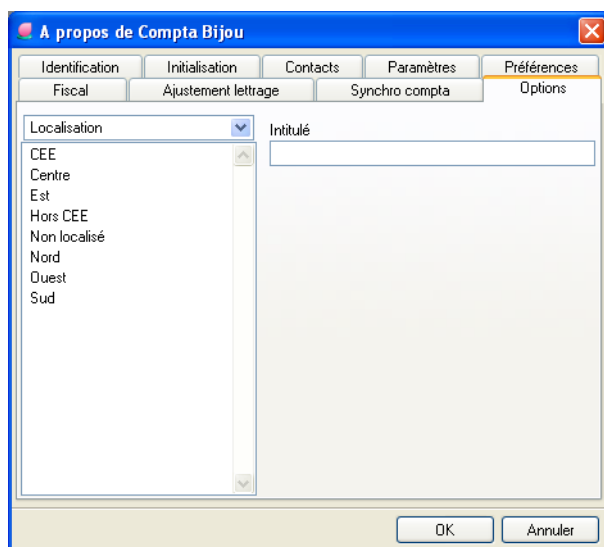 A propos de Compta Bijou
Identification Initialisation Contacts Paramètres Préférences
Fiscal Ajustement lettrage Synchro compta Options
Localisation
Intitulé
CEE
Centre
Est
Hors CEE
Non localisé
Nord
Ouest
Sud
OK Annuler